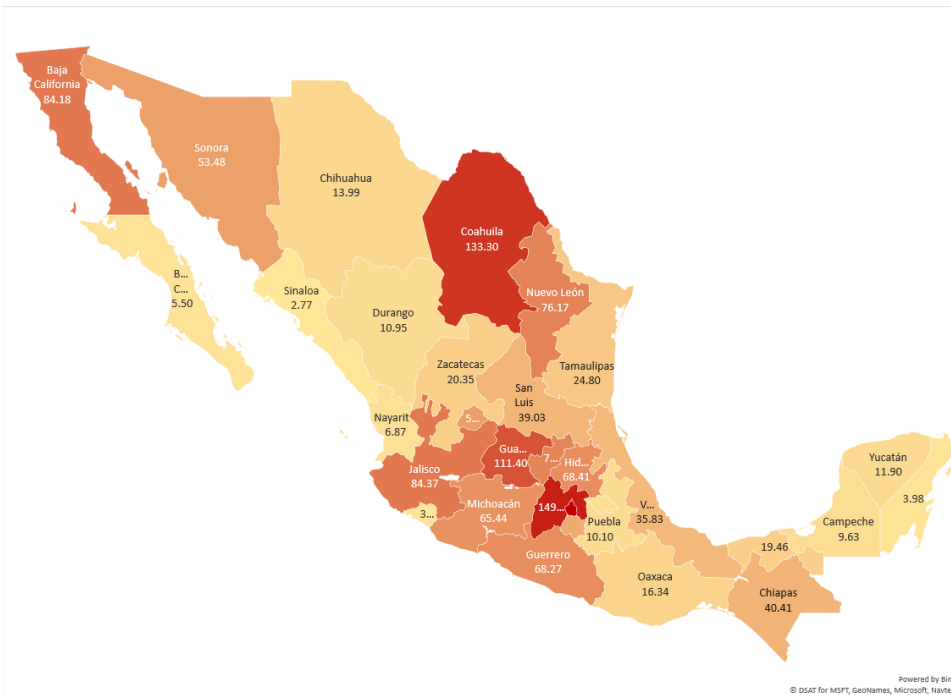 Baja
California
84.18
Sonora
53.48
Chihuahua
13.99
Coahuila
133.30
B...
C...
5.50
Sinaloa
2.77
Nuevo León
76.17
Durango
10.95
Zacatecas
20.35
Tamaulipas
24.80
San
Luis
39.03
Nayarit
6.87
5...
Gua...
111.40
7...
Hid...
68.41
Jalisco
84.37
Yucatán
11.90
3.98
Michoacán
65.44
149...
3...
V...
35.83
Puebla
10.10
Campeche
9.63
19.46
Guerrero
68.27
Oaxaca
16.34
Chiapas
40.41
Powered by Bin
© DSAT for MSFT, GeoNames, Microsoft, Navte